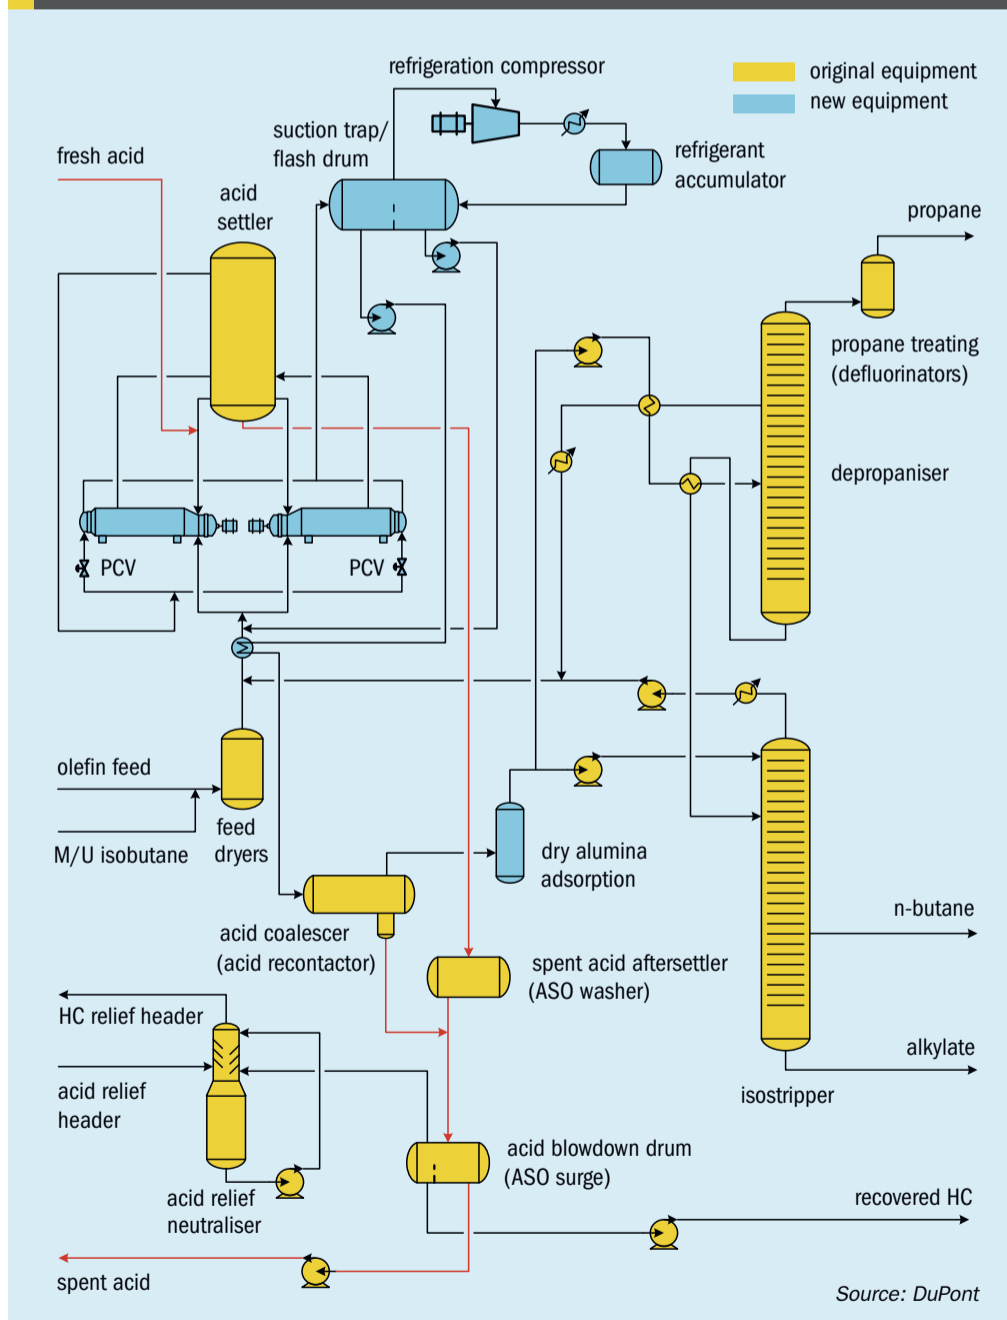 refrigeration compressor
original equipment
new equipment
suction trap/
flash drum
fresh acid
refrigerant
accumulator
acid
settler
propane
propane treating
(defluorinators)
depropaniser
PCV
PCV
olefin feed
M/U isobutane
feed
dryers
dry alumina
adsorption
n-butane
acid coalescer
(acid recontactor)
spent acid aftersettler
(ASO washer)
HC relief header
alkylate
acid relief
header
isostripper
acid blowdown drum
(ASO surge)
acid relief
neutraliser
recovered HC
spent acid
Source: DuPont